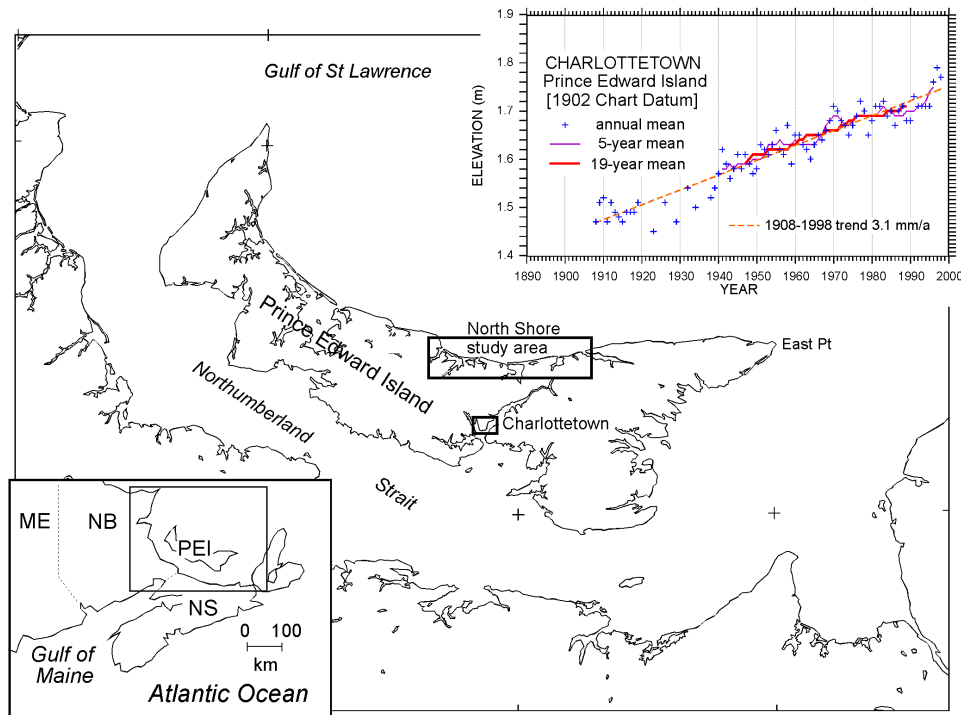 Gulf of St Lawrence
CHARLOTTETOWN
Prince Edward Island
[1902 Chart Datum]
annual mean
5-year mean
19-year mean
1908-1998 trend 3.1 mm/a
ELEVATION (m)
1.9
1.8
1.7
1.6
1.5
1.4
1890
1900
1910
1920
1930
1940
1950
1960
1970
1980
1990
2000
YEAR
Prince Edward Island
North Shore
study area
East Pt
Charlottetown
Northumberland
Strait
ME
NB
PEI
NS
0 100
km
Gulf of
Maine
Atlantic Ocean